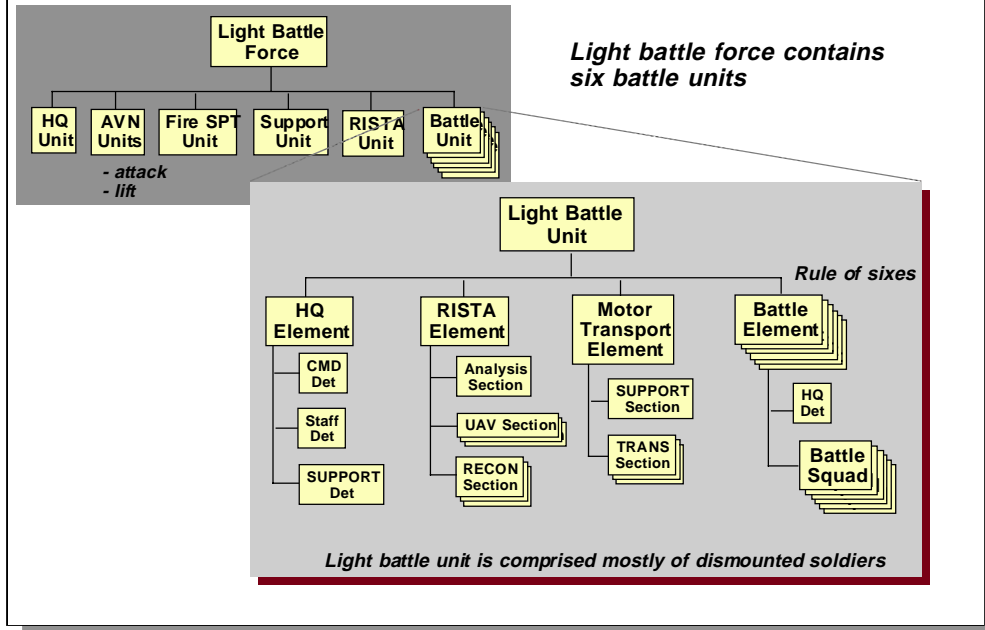 Light Battle
Force
Light battle force contains
six battle units
HQ
Unit
AVN
Units
Fire SPT
Unit
Support
Unit
RISTA
Unit
Battle
Unit
- attack
- lift
Light Battle
Unit
Rule of sixes
HQ
Element
RISTA
Element
Motor
Transport
Element
Battle
Element
CMD
Det
Staff
Det
SUPPORT
Det
Analysis
Section
UAV Section
RECON
Section
SUPPORT
Section
TRANS
Section
HQ
Det
Battle
Squad
Light battle unit is comprised mostly of dismounted soldiers